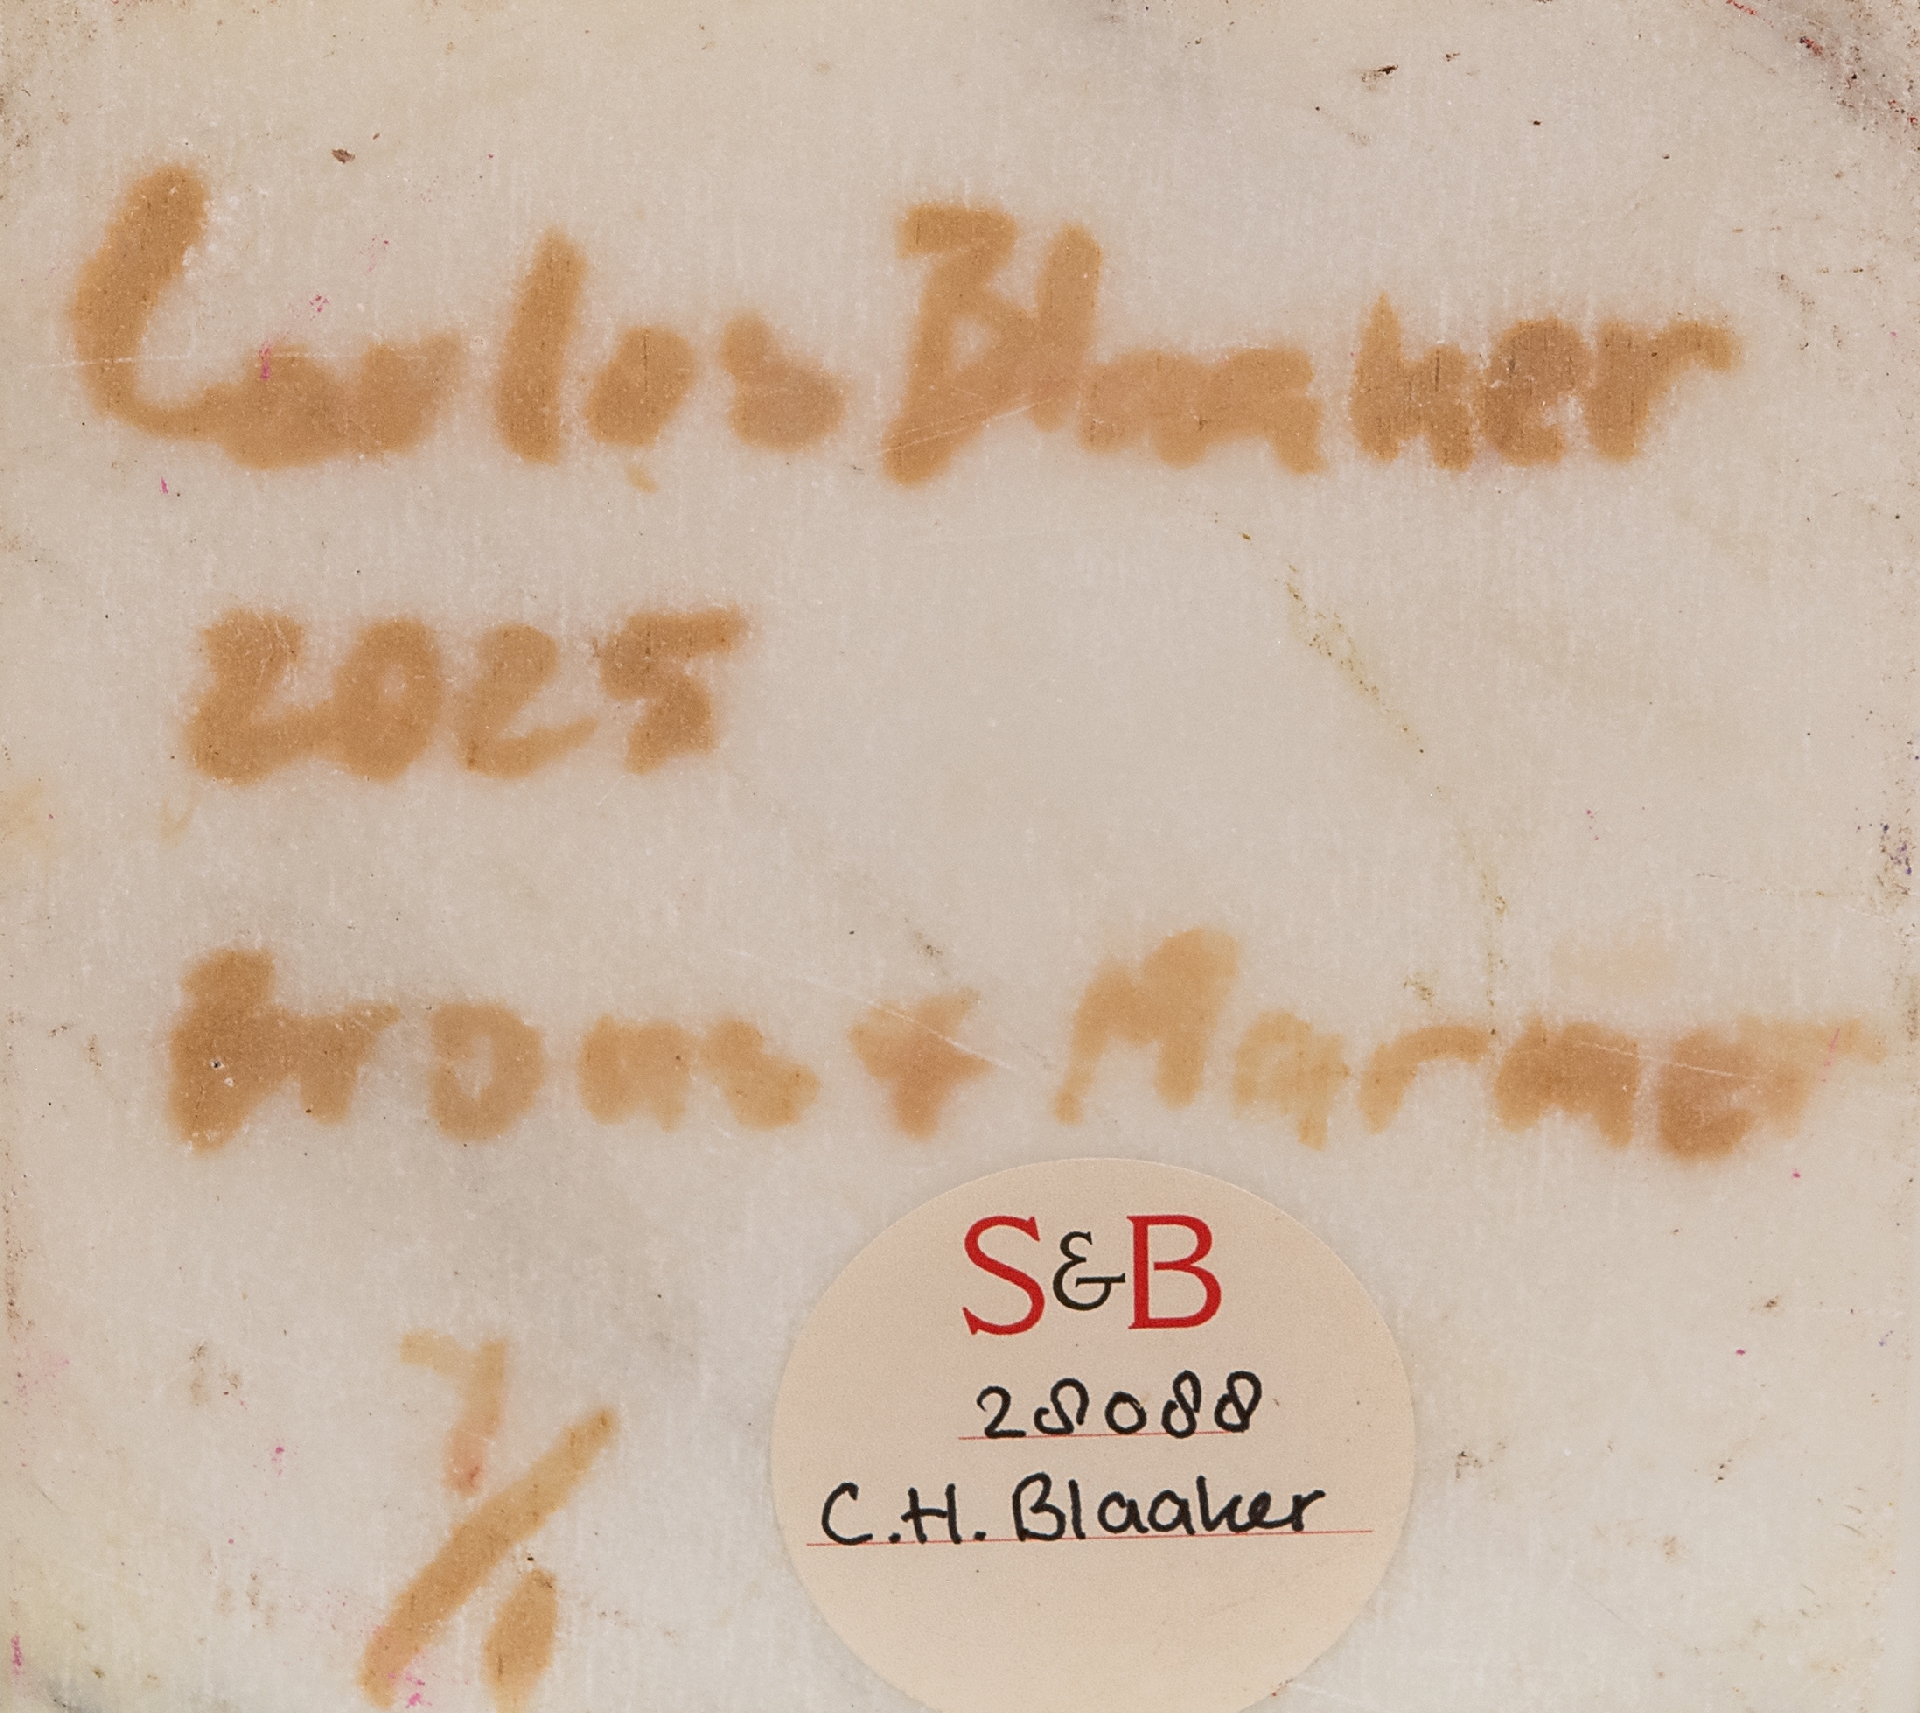 Carlos Blaaker
2025
brons + Marmer
1/1
S&B
28088
C.H. Blaaker